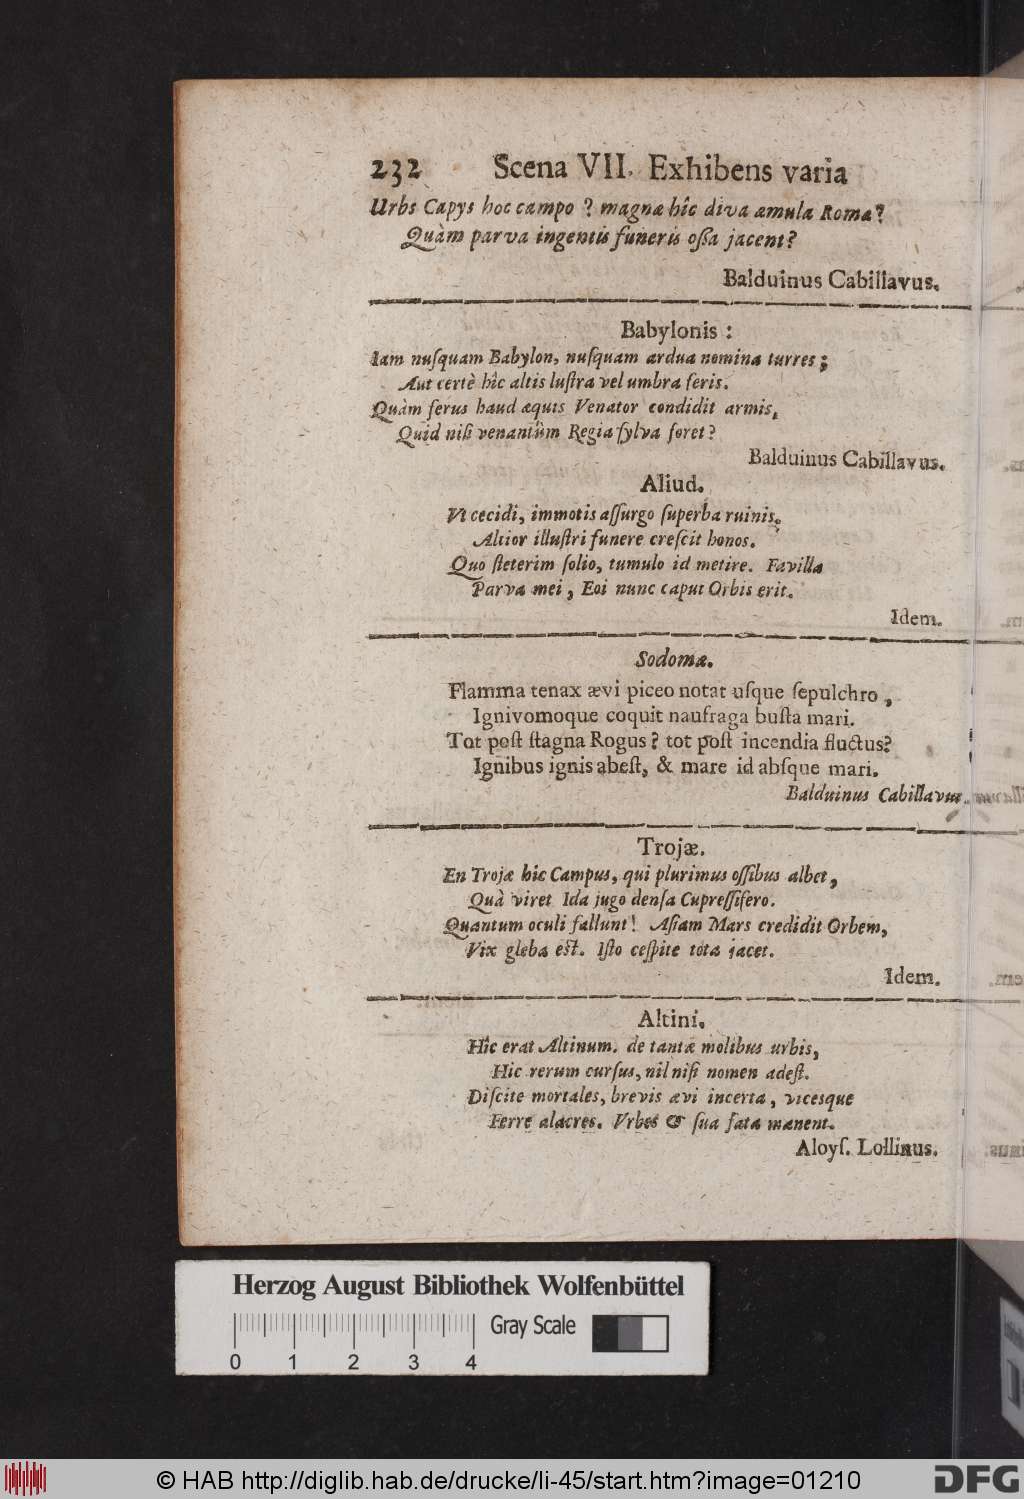 232 Scena VII. Exhibens varia
Urbs Capys hoc campo? magnæ hîc diva æmula Romæ?
Quàm parva ingentis funeris oſſa jacent?
Balduinus Cabillavus.
Babylonis:
Iam nuſquam Babylon, nuſquam ardua nomina turres;
Aut certè hîc altis luſtra vel umbra feris.
Quàm ferus haud æquis Venator condidit armis,
Quid niſi venantûm Regia ſylva foret?
Balduinus Cabillavus.
Aliud.
Vt cecidi, immotis aſſurgo ſuperba ruinis.
Altior illuſtri funere creſcit honos.
Quo ſteterim ſolio, tumulo id metire. Favilla
Parva mei, Eoi nunc caput Orbis erit.
Idem.
Sodomæ.
Flamma tenax ævi piceo notat uſque ſepulchro,
Ignivomoque coquit naufraga buſta mari.
Tot poſt ſtagna Rogus? tot poſt incendia fluctus?
Ignibus ignis abeſt, & mare id abſque mari.
Balduinus Cabillavus.
Trojæ.
En Trojæ hic Campus, qui plurimus oſſibus albet,
Quà viret Ida jugo denſa Cupreſſifero.
Quantum oculi fallunt! Aſiam Mars credidit Orbem,
Vix gleba eſt. Iſto ceſpite tota jacet.
Idem.
Altini.
Hîc erat Altinum. de tantæ molibus urbis,
Hic rerum curſus, nil niſi nomen adeſt.
Diſcite mortales, brevis ævi incerta, vicesque
Ferre alacres. Vrbes & ſua fata manent.
Aloyſ. Lollinus.
Herzog August Bibliothek Wolfenbüttel
Gray Scale
0 1 2 3 4
© HAB http://diglib.hab.de/drucke/li-45/start.htm?image=01210
DFG